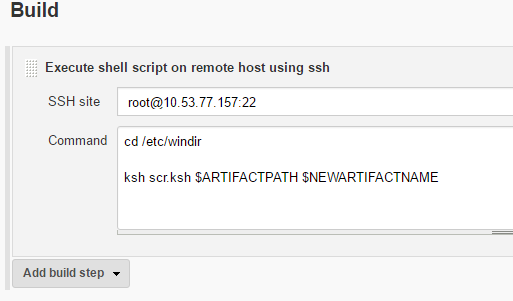 Build
Execute shell script on remote host using ssh
SSH site
root@10.53.77.157:22
Command
cd /etc/windir
ksh scr.ksh $ARTIFACTPATH $NEWARTIFACTNAME
Add build step